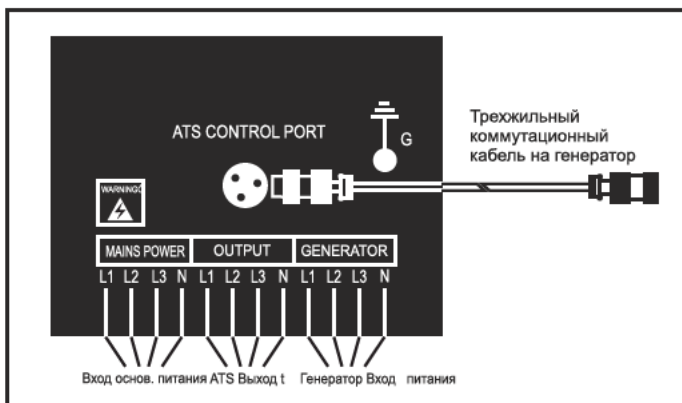 ATS CONTROL PORT
G
Трехжильный
коммутационный
кабель на генератор
WARNING
MAINS POWER OUTPUT GENERATOR
L1 L2 L3 N L1 L2 L3 N L1 L2 L3 N
Вход основ. питания ATS Выход t Генератор Вход питания